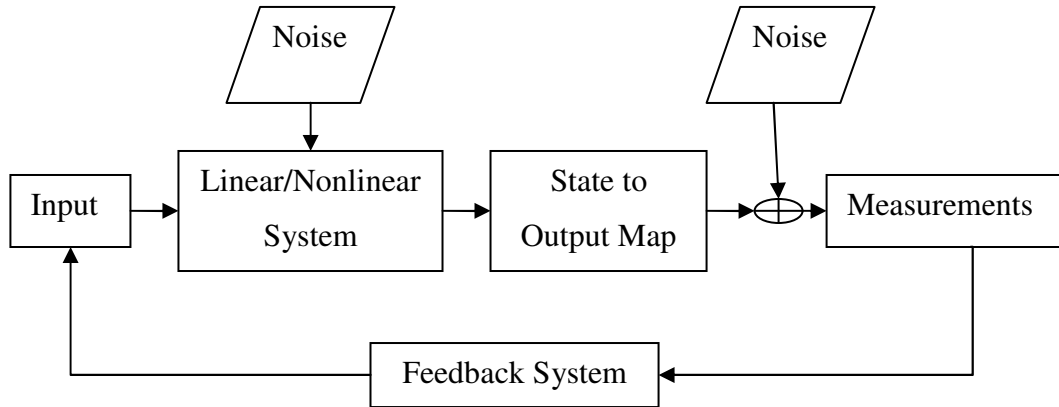 Noise
Noise
Input
Linear/Nonlinear
System
State to
Output Map
Measurements
Feedback System